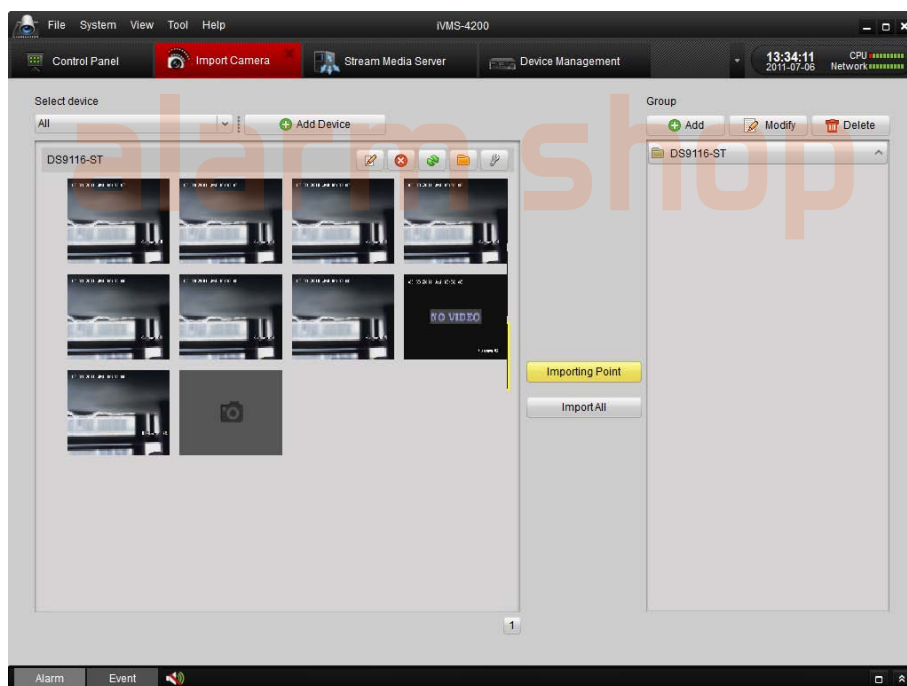 File System View Tool Help
iVMS-4200
Control Panel
Import Camera
Stream Media Server
Device Management
13:34:11
2011-07-06
CPU
Network
Select device
All
Add Device
Group
Add
Modify
Delete
alarm shop
DS9116-ST
DS9116-ST
NO VIDEO
Importing Point
Import All
1
Alarm
Event